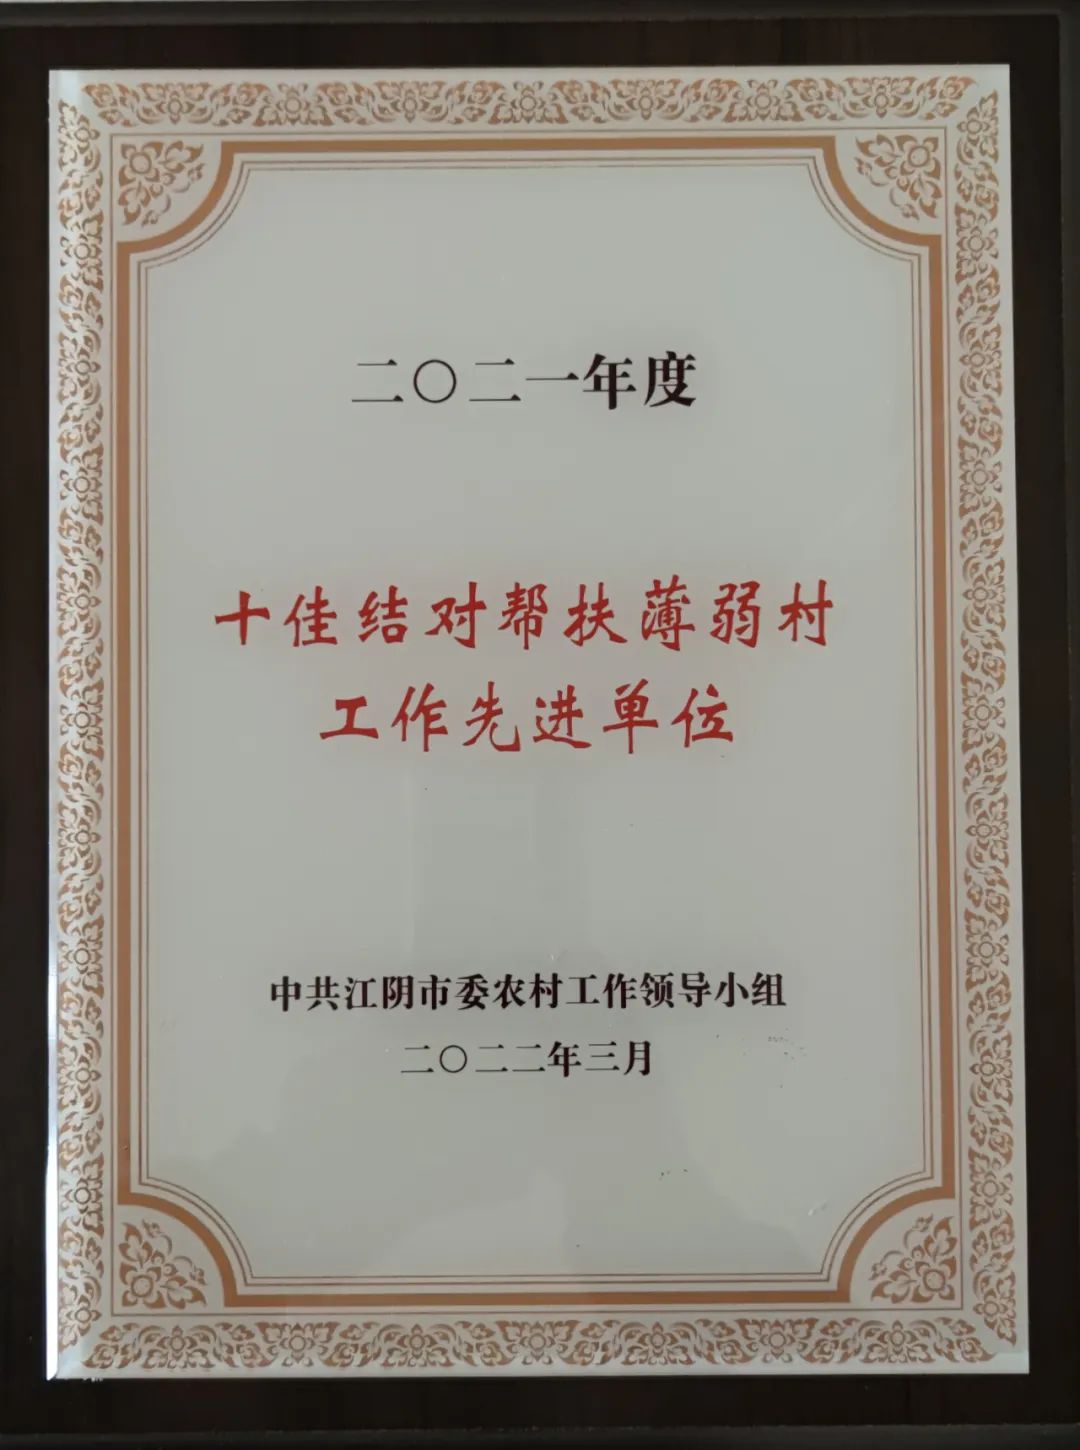 二〇二一年度
十佳结对帮扶薄弱村
工作先进单位
中共江阴市委农村工作领导小组
二〇二二年三月